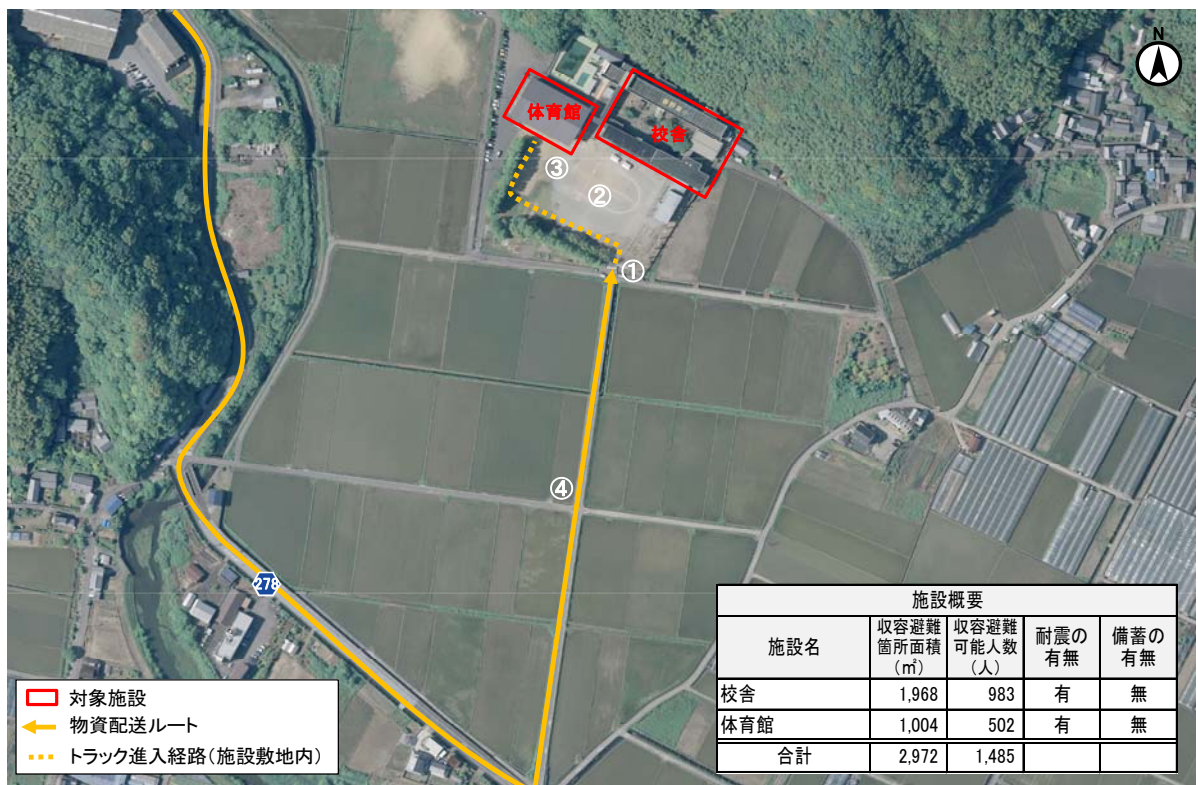 N
体育館
校舎
③
②
①
④
278
対象施設
物資配送ルート
トラック進入経路(施設敷地内)
施設概要
施設名
収容避難
箇所面積
(㎡)
収容避難
可能人数
(人)
耐震の
有無
備蓄の
有無
校舎 1,968 983 有 無
体育館 1,004 502 有 無
合計 2,972 1,485